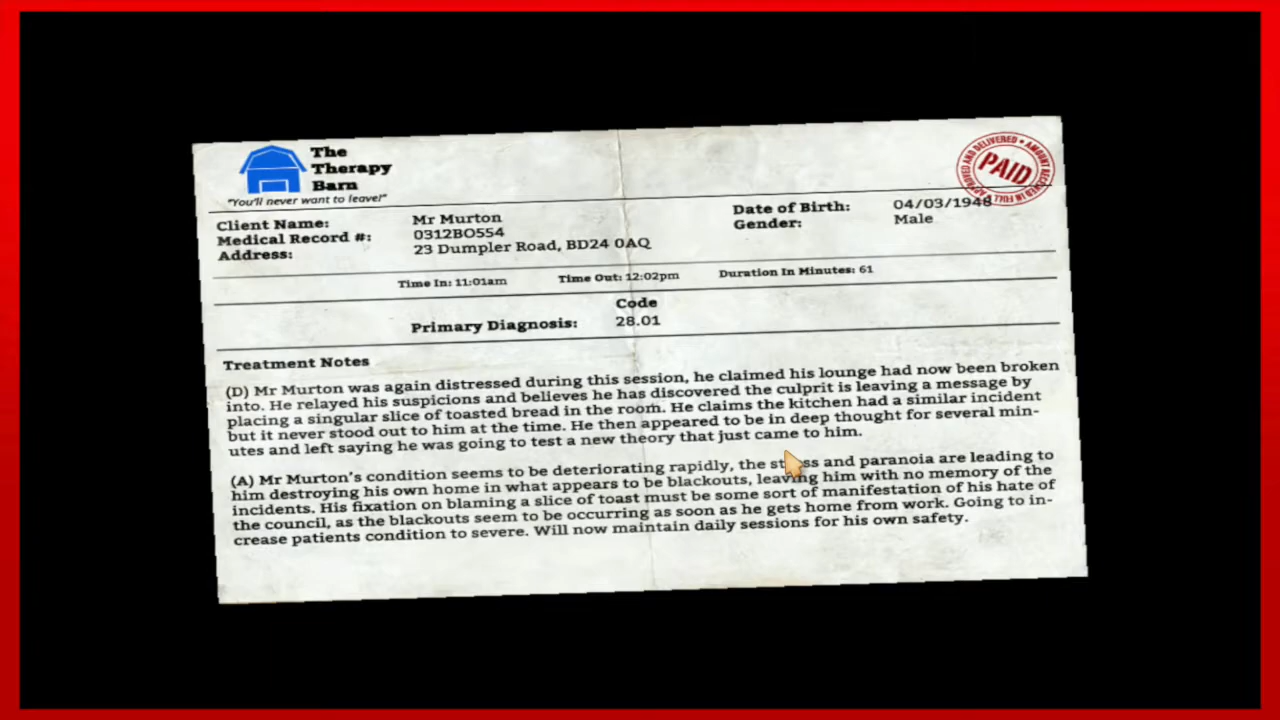 The
Therapy
Barn
"You'll never want to leave!"
PAID
Client Name: Mr Murton Date of Birth: 04/03/1948
Medical Record #: 0312BO554 Gender: Male
Address: 23 Dumpler Road, BD24 0AQ
Time In: 11:01am Time Out: 12:02pm Duration In Minutes: 61
Code
Primary Diagnosis: 28.01
Treatment Notes
(D) Mr Murton was again distressed during this session, he claimed his lounge had now been broken
into. He relayed his suspicions and believes he has discovered the culprit is leaving a message by
placing a singular slice of toasted bread in the room. He claims the kitchen had a similar incident
but it never stood out to him at the time. He then appeared to be in deep thought for several min-
utes and left saying he was going to test a new theory that just came to him.
(A) Mr Murton's condition seems to be deteriorating rapidly, the stress and paranoia are leading to
him destroying his own home in what appears to be blackouts, leaving him with no memory of the
incidents. His fixation on blaming a slice of toast must be some sort of manifestation of his hate of
the council, as the blackouts seem to be occurring as soon as he gets home from work. Going to in-
crease patients condition to severe. Will now maintain daily sessions for his own safety.